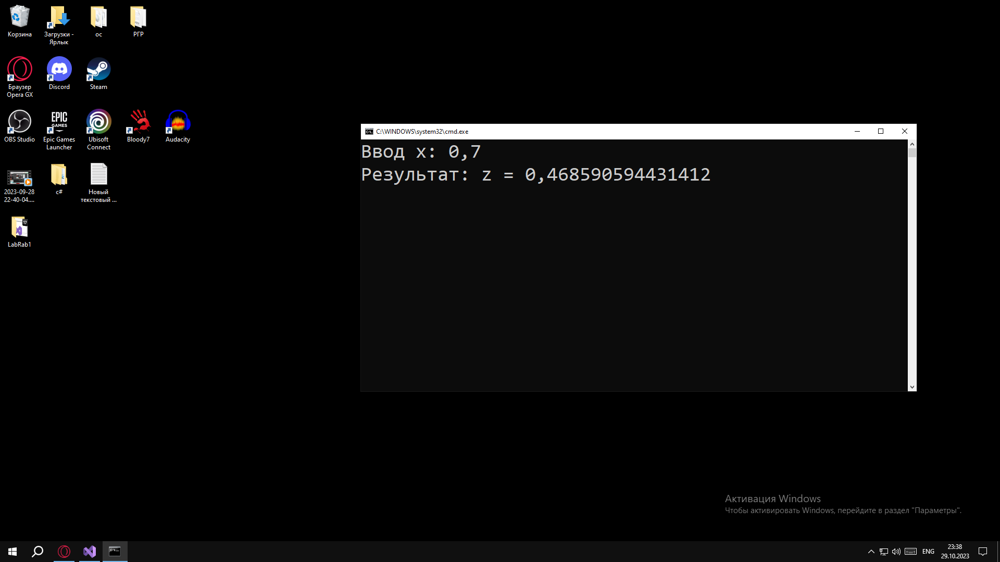 Корзина
Загрузки -
Ярлык
ос
РГР
Браузер
Opera GX
Discord
Steam
OBS Studio
EPIC
GAMES
Epic Games
Launcher
Ubisoft
Connect
Bloody7
Audacity
2023-09-28
22-40-04....
c#
Новый
текстовый ...
17
LabRab1
C:\WINDOWS\system32\cmd.exe
Ввод x: 0,7
Результат: z = 0,468590594431412
Активация Windows
Чтобы активировать Windows, перейдите в раздел "Параметры".
ENG
23:38
29.10.2023